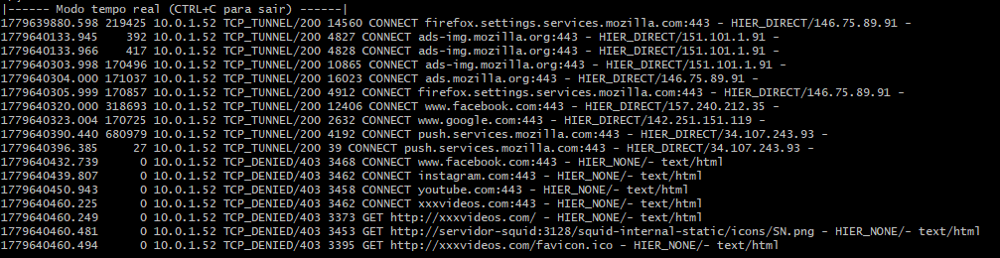 |------ Modo tempo real (CTRL+C para sair) ------|
1779639880.598 219425 10.0.1.52 TCP_TUNNEL/200 14560 CONNECT firefox.settings.services.mozilla.com:443 - HIER_DIRECT/146.75.89.91 -
1779640133.945    392 10.0.1.52 TCP_TUNNEL/200 4827 CONNECT ads-img.mozilla.org:443 - HIER_DIRECT/151.101.1.91 -
1779640133.966    417 10.0.1.52 TCP_TUNNEL/200 4828 CONNECT ads-img.mozilla.org:443 - HIER_DIRECT/151.101.1.91 -
1779640303.998 170496 10.0.1.52 TCP_TUNNEL/200 10865 CONNECT ads-img.mozilla.org:443 - HIER_DIRECT/151.101.1.91 -
1779640304.000 171037 10.0.1.52 TCP_TUNNEL/200 16023 CONNECT ads.mozilla.org:443 - HIER_DIRECT/146.75.89.91 -
1779640305.999 170857 10.0.1.52 TCP_TUNNEL/200 4912 CONNECT firefox.settings.services.mozilla.com:443 - HIER_DIRECT/146.75.89.91 -
1779640320.000 318693 10.0.1.52 TCP_TUNNEL/200 12406 CONNECT www.facebook.com:443 - HIER_DIRECT/157.240.212.35 -
1779640323.004 170725 10.0.1.52 TCP_TUNNEL/200 2632 CONNECT www.google.com:443 - HIER_DIRECT/142.251.151.119 -
1779640390.440 680979 10.0.1.52 TCP_TUNNEL/200 4192 CONNECT push.services.mozilla.com:443 - HIER_DIRECT/34.107.243.93 -
1779640396.385     27 10.0.1.52 TCP_TUNNEL/200 39 CONNECT push.services.mozilla.com:443 - HIER_DIRECT/34.107.243.93 -
1779640432.739      0 10.0.1.52 TCP_DENIED/403 3468 CONNECT www.facebook.com:443 - HIER_NONE/- text/html
1779640439.807      0 10.0.1.52 TCP_DENIED/403 3462 CONNECT instagram.com:443 - HIER_NONE/- text/html
1779640450.943      0 10.0.1.52 TCP_DENIED/403 3458 CONNECT youtube.com:443 - HIER_NONE/- text/html
1779640460.225      0 10.0.1.52 TCP_DENIED/403 3462 CONNECT xxxvideos.com:443 - HIER_NONE/- text/html
1779640460.249      0 10.0.1.52 TCP_DENIED/403 3373 GET http://xxxvideos.com/ - HIER_NONE/- text/html
1779640460.481      0 10.0.1.52 TCP_DENIED/403 3453 GET http://servidor-squid:3128/squid-internal-static/icons/SN.png - HIER_NONE/- text/html
1779640460.494      0 10.0.1.52 TCP_DENIED/403 3395 GET http://xxxvideos.com/favicon.ico - HIER_NONE/- text/html